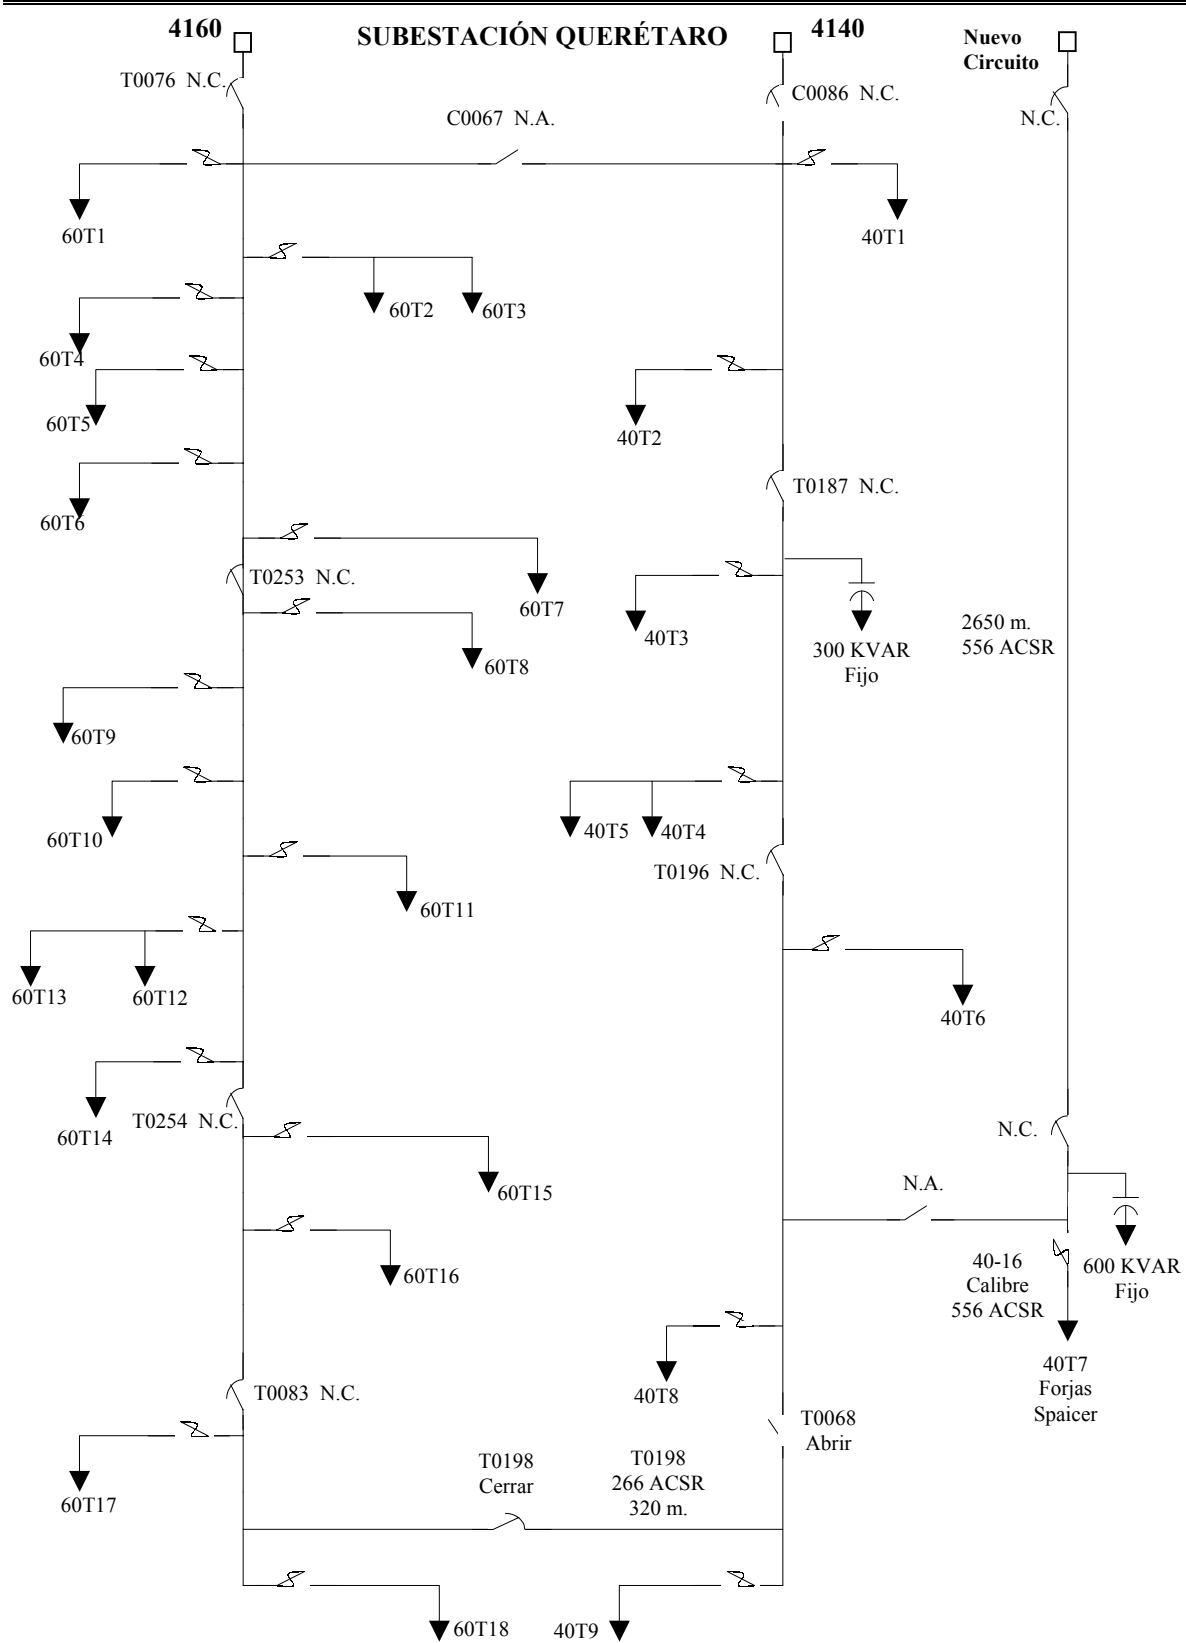 4160
SUBESTACIÓN QUERÉTARO
4140
Nuevo
Circuito
T0076 N.C.
C0086 N.C.
C0067 N.A.
N.C.
60T1
40T1
60T2
60T3
60T4
60T5
40T2
60T6
T0187 N.C.
T0253 N.C.
60T7
40T3
300 KVAR
Fijo
2650 m.
556 ACSR
60T8
60T9
60T10
40T5
40T4
T0196 N.C.
60T11
60T13
60T12
40T6
T0254 N.C.
60T14
N.C.
60T15
N.A.
60T16
40-16
Calibre
556 ACSR
600 KVAR
Fijo
40T7
Forjas
Spaicer
T0083 N.C.
40T8
T0068
Abrir
T0198
Cerrar
T0198
266 ACSR
320 m.
60T17
60T18
40T9